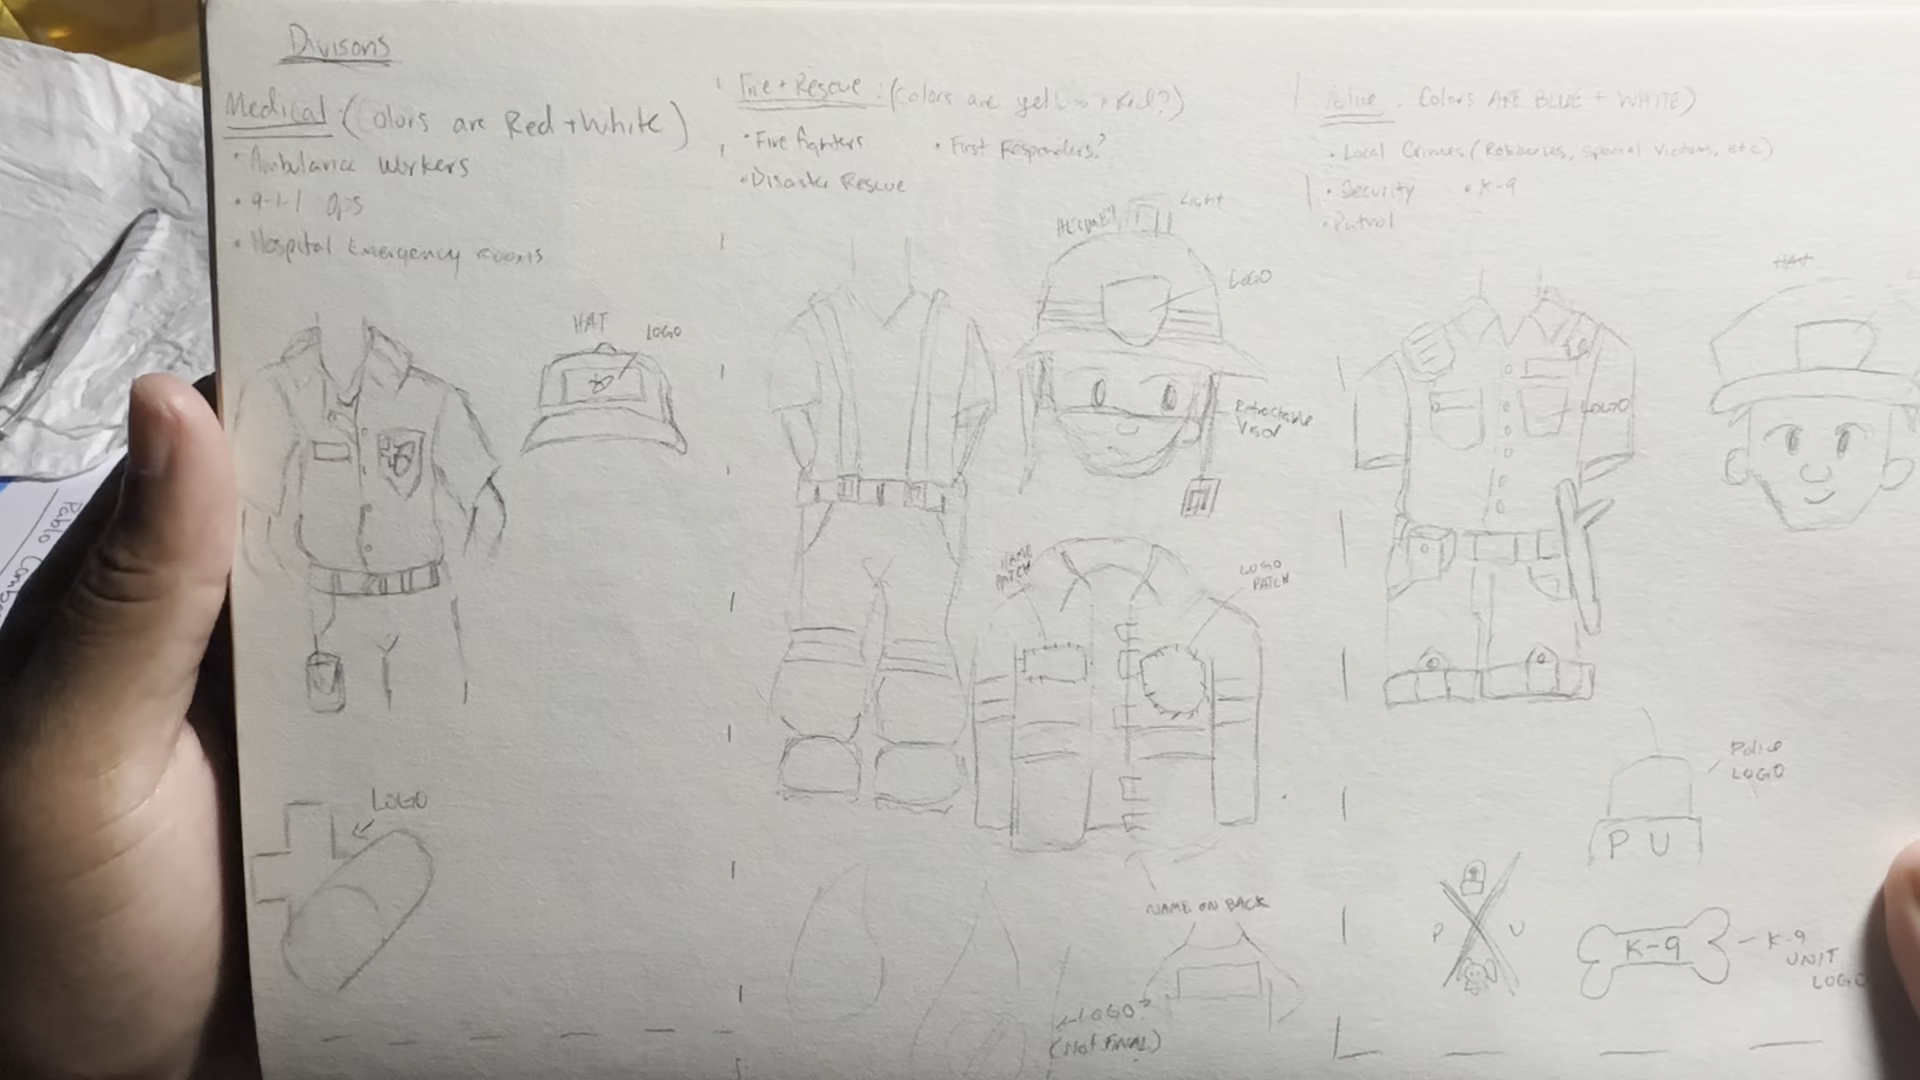 Divisons
Medical: (Colors are Red + White)
• Ambulance Workers
• 9-1-1 Ops
• Hospital Emergency rooms
HAT
LOGO
LOGO
Fire + Rescue: (Colors are yellow + Red?)
• Fire fighters
• First Responders?
• Disaster Rescue
HELMET
Light
LOGO
Retractable
Visor
NAME
PATCH
LOGO
PATCH
NAME ON BACK
LOGO?
(NOT FINAL)
Police: Colors ARE BLUE + WHITE)
• Local Crimes (Robberies, special victims, etc)
• Security
• K-9
• Patrol
HAT
LOGO
Police
LOGO
P U
P U
K-9
K-9
UNIT
LOGO
Pablo